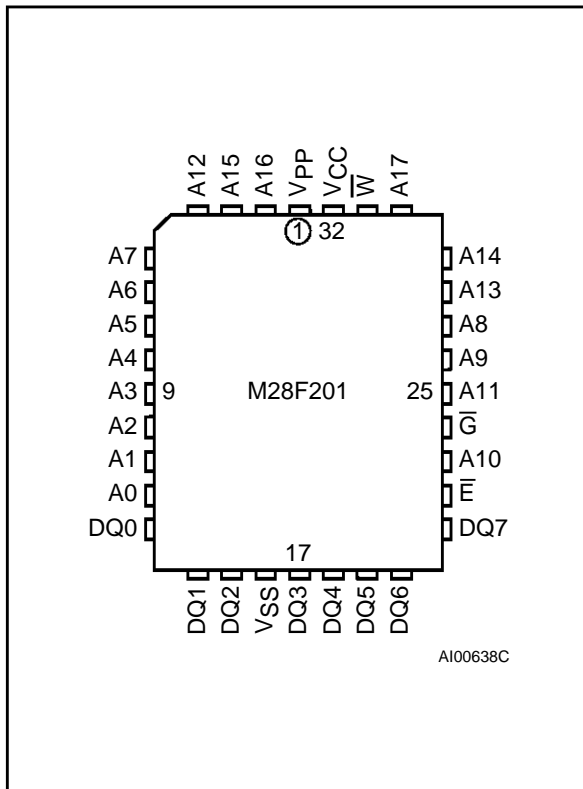 A12 A15 A16 VPP VCC W̅ A17
1 32
A7 A14
A6 A13
A5 A8
A4 A9
A3 9 M28F201 25 A11
A2 G̅
A1 A10
A0 E̅
DQ0 DQ7
17
DQ1 DQ2 VSS DQ3 DQ4 DQ5 DQ6
AI00638C